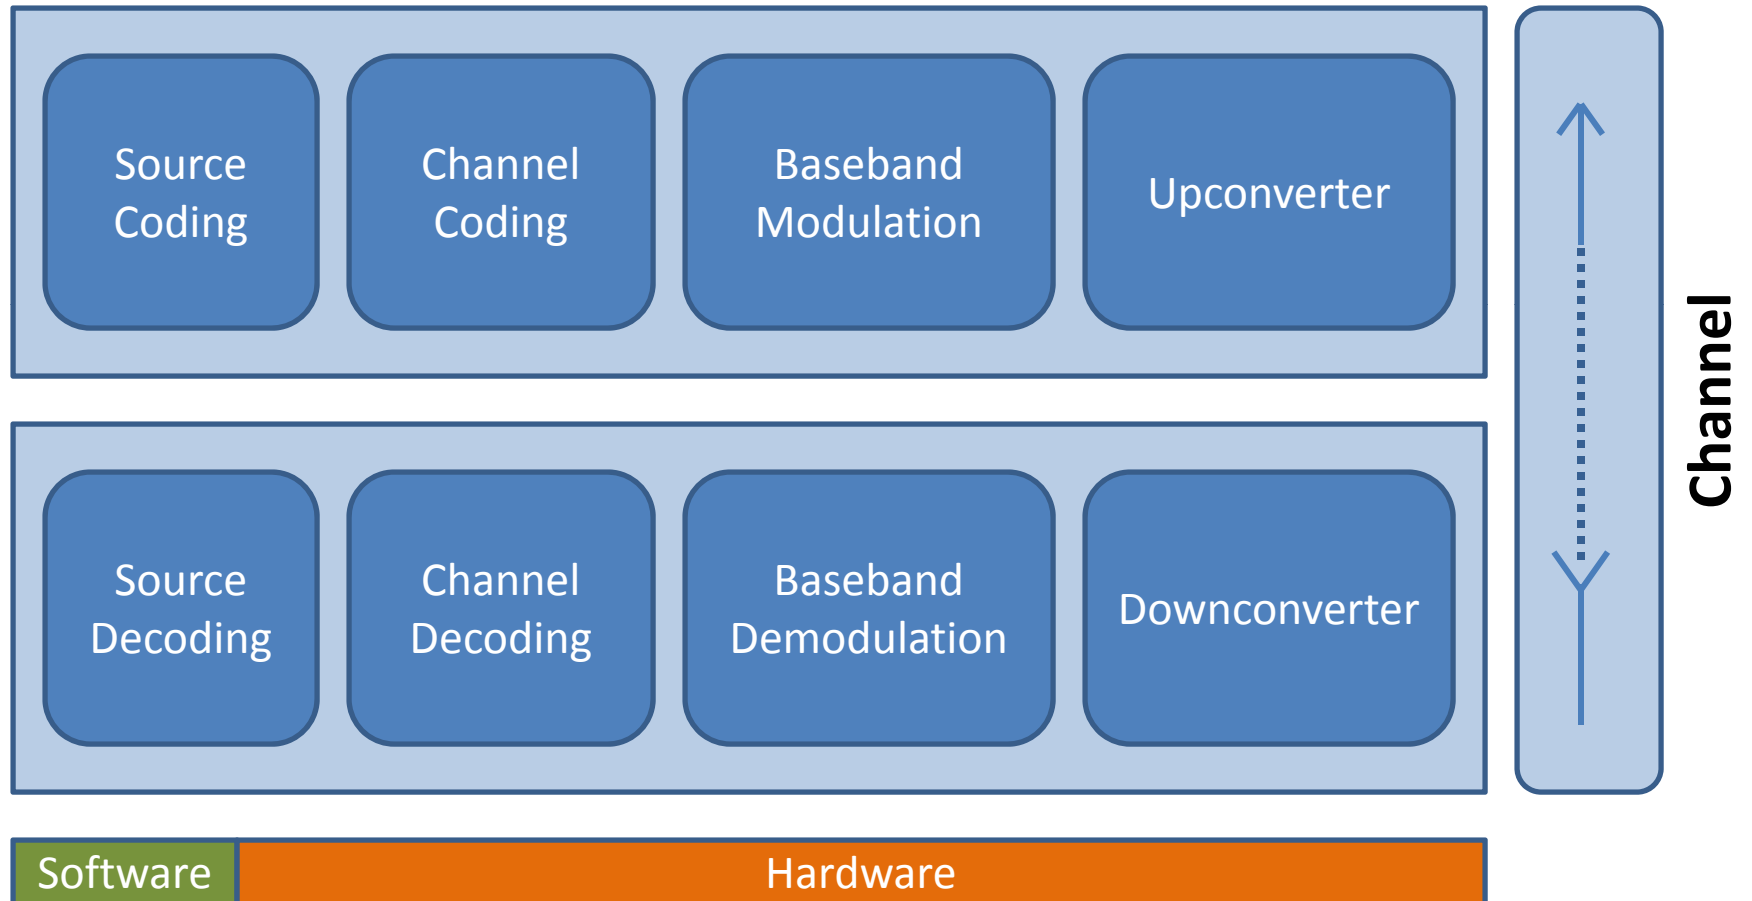 Source
Coding
Channel
Coding
Baseband
Modulation
Upconverter
Source
Decoding
Channel
Decoding
Baseband
Demodulation
Downconverter
Channel
Software
Hardware